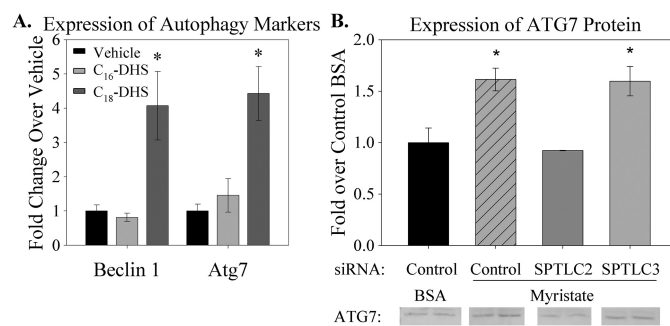 A. Expression of Autophagy Markers
Fold Change Over Vehicle
6
5
4
3
2
1
0
Vehicle
C16-DHS
C18-DHS
*
*
Beclin 1 Atg7
B. Expression of ATG7 Protein
Fold over Control BSA
2.0
1.5
1.0
0.5
0.0
*
*
siRNA: Control Control SPTLC2 SPTLC3
BSA Myristate
ATG7: